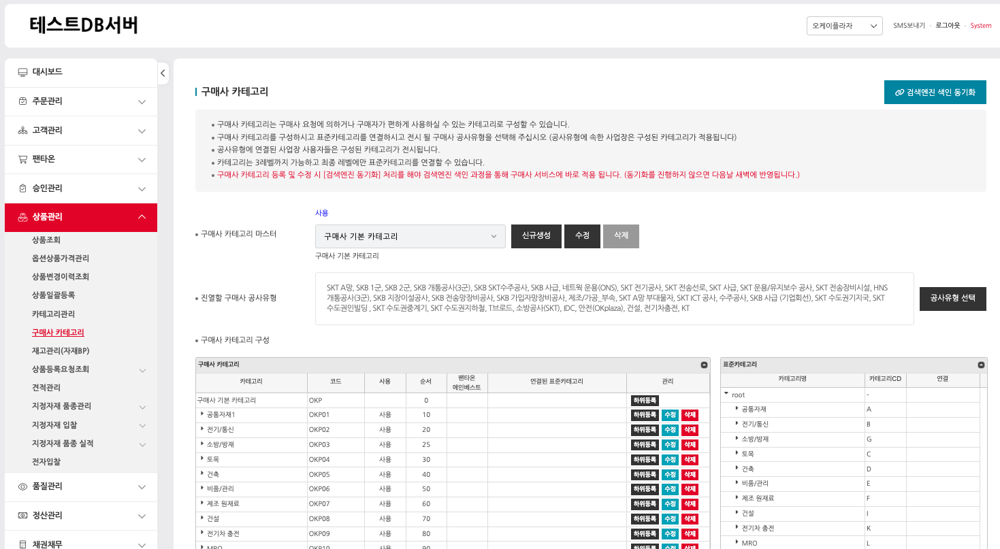 테스트DB서버
오케이플라자
SMS보내기 · 로그아웃 · System
대시보드
주문관리
고객관리
팬타온
승인관리
상품관리
상품조회
옵션상품가격관리
상품변경이력조회
상품일괄등록
카테고리관리
구매사 카테고리
재고관리(자재BP)
상품등록요청조회
견적관리
지정자재 품종관리
지정자재 입찰
지정자재 품종 실적
전자입찰
품질관리
정산관리
채권채무
구매사 카테고리
검색엔진 색인 동기화
구매사 카테고리는 구매사 요청에 의하거나 구매자가 편하게 사용하실 수 있는 카테고리로 구성할 수 있습니다.
구매사 카테고리를 구성하시고 표준카테고리를 연결하시고 전시 될 구매사 공사유형을 선택해 주십시오 (공사유형에 속한 사업장은 구성된 카테고리가 적용됩니다)
공사유형에 연결된 사업장 사용자들은 구성된 카테고리가 전시됩니다.
카테고리는 3레벨까지 가능하고 최종 레벨에만 표준카테고리를 연결할 수 있습니다.
구매사 카테고리 등록 및 수정 시 [검색엔진 동기화] 처리를 해야 검색엔진 색인 과정을 통해 구매사 서비스에 바로 적용 됩니다. (동기화를 진행하지 않으면 다음날 새벽에 반영됩니다.)
사용
구매사 카테고리 마스터
구매사 기본 카테고리
신규생성
수정
삭제
구매사 기본 카테고리
진열할 구매사 공사유형
SKT A망, SKB 1군, SKB 2군, SKB 개통공사(3군), SKB SKT수주공사, SKB 사급, 네트웍 운용(ONS), SKT 전기공사, SKT 전송선로, SKT 사급, SKT 운용/유지보수 공사, SKT 전송장비시설, HNS
개통공사(3군), SKB 지장이설공사, SKB 전송망장비공사, SKB 가입자망장비공사, 제조/가공_부속, SKT A망 부대물자, SKT ICT 공사, 수주공사, SKB 사급 (기업회선), SKT 수도권기지국, SKT
수도권인빌딩 , SKT 수도권중계기, SKT 수도권지하철, T브로드, 소방공사(SKT), IDC, 안전(OKplaza), 건설, 전기차충전, KT
공사유형 선택
구매사 카테고리 구성
구매사 카테고리
카테고리 코드 사용 순서 팬타온 메인베스트 연결된 표준카테고리 관리
구매사 기본 카테고리 OKP 0 하위등록
공통자재1 OKP01 사용 10 하위등록 수정 삭제
전기/통신 OKP02 사용 20 하위등록 수정 삭제
소방/방재 OKP03 사용 25 하위등록 수정 삭제
토목 OKP04 사용 30 하위등록 수정 삭제
건축 OKP05 사용 40 하위등록 수정 삭제
비품/관리 OKP06 사용 50 하위등록 수정 삭제
제조 원재료 OKP07 사용 60 하위등록 수정 삭제
건설 OKP08 사용 70 하위등록 수정 삭제
전기차 충전 OKP09 사용 80 하위등록 수정 삭제
MRO OKP10 사용 90 하위등록 수정 삭제
표준카테고리
카테고리명 카테고리CD 연결
root -
공통자재 A
전기/통신 B
소방/방재 G
토목 C
건축 D
비품/관리 E
제조 원재료 F
건설 I
전기차 충전 K
MRO L